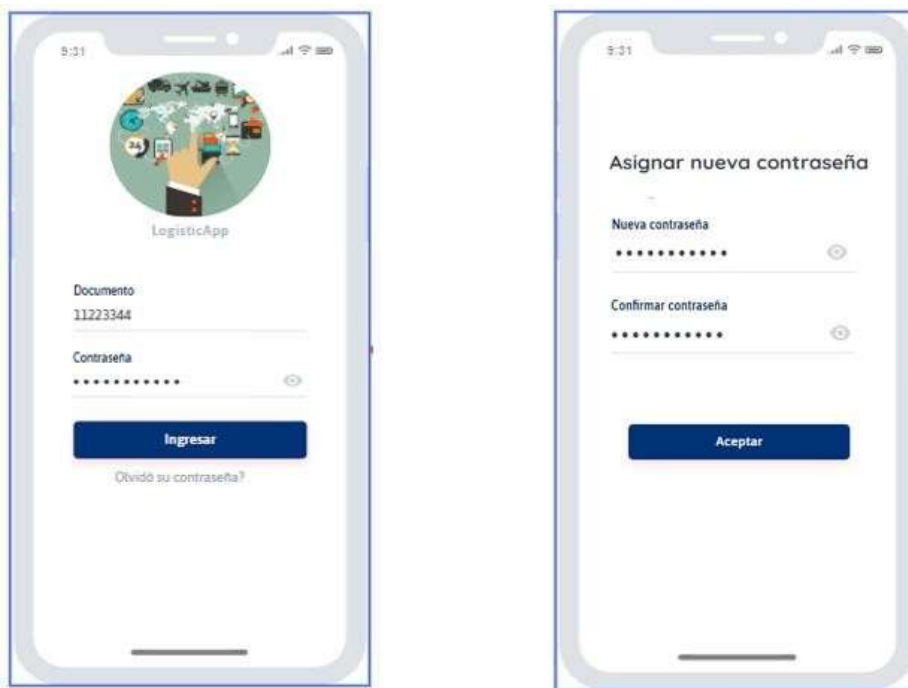 9:31
24
LogisticApp
Documento
11223344
Contraseña
•••••••••••
Ingresar
Olvidó su contraseña?
9:31
Asignar nueva contraseña
Nueva contraseña
•••••••••••
Confirmar contraseña
•••••••••••
Aceptar